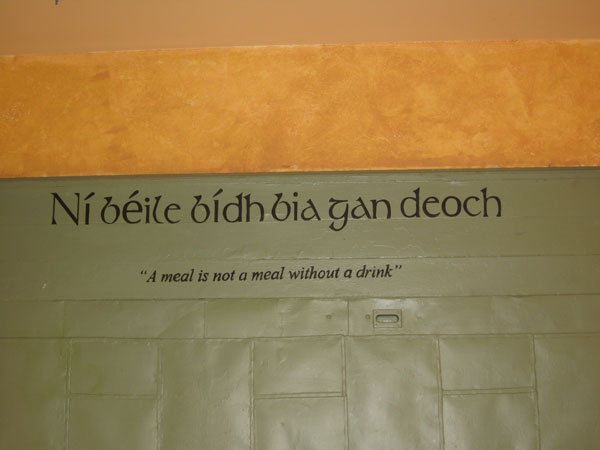 Ní béile bídh bia gan deoch
"A meal is not a meal without a drink"